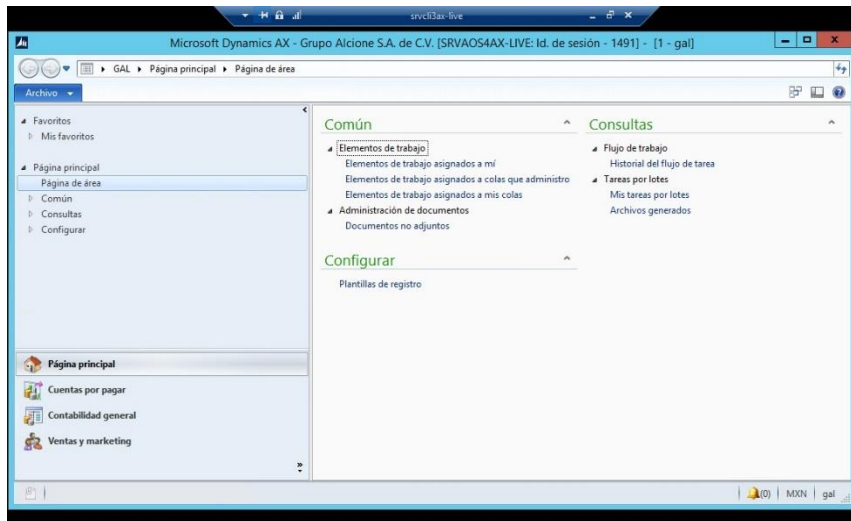 srvcli3ax-live
Microsoft Dynamics AX - Grupo Alcione S.A. de C.V. [SRVAOS4AX-LIVE: Id. de sesión - 1491] - [1 - gal]
GAL Página principal Página de área
Archivo
Favoritos
Mis favoritos
Página principal
Página de área
Común
Consultas
Configurar
Página principal
Cuentas por pagar
Contabilidad general
Ventas y marketing
Común
Elementos de trabajo
Elementos de trabajo asignados a mí
Elementos de trabajo asignados a colas que administro
Elementos de trabajo asignados a mis colas
Administración de documentos
Documentos no adjuntos
Configurar
Plantillas de registro
Consultas
Flujo de trabajo
Historial del flujo de tarea
Tareas por lotes
Mis tareas por lotes
Archivos generados
(0) MXN gal